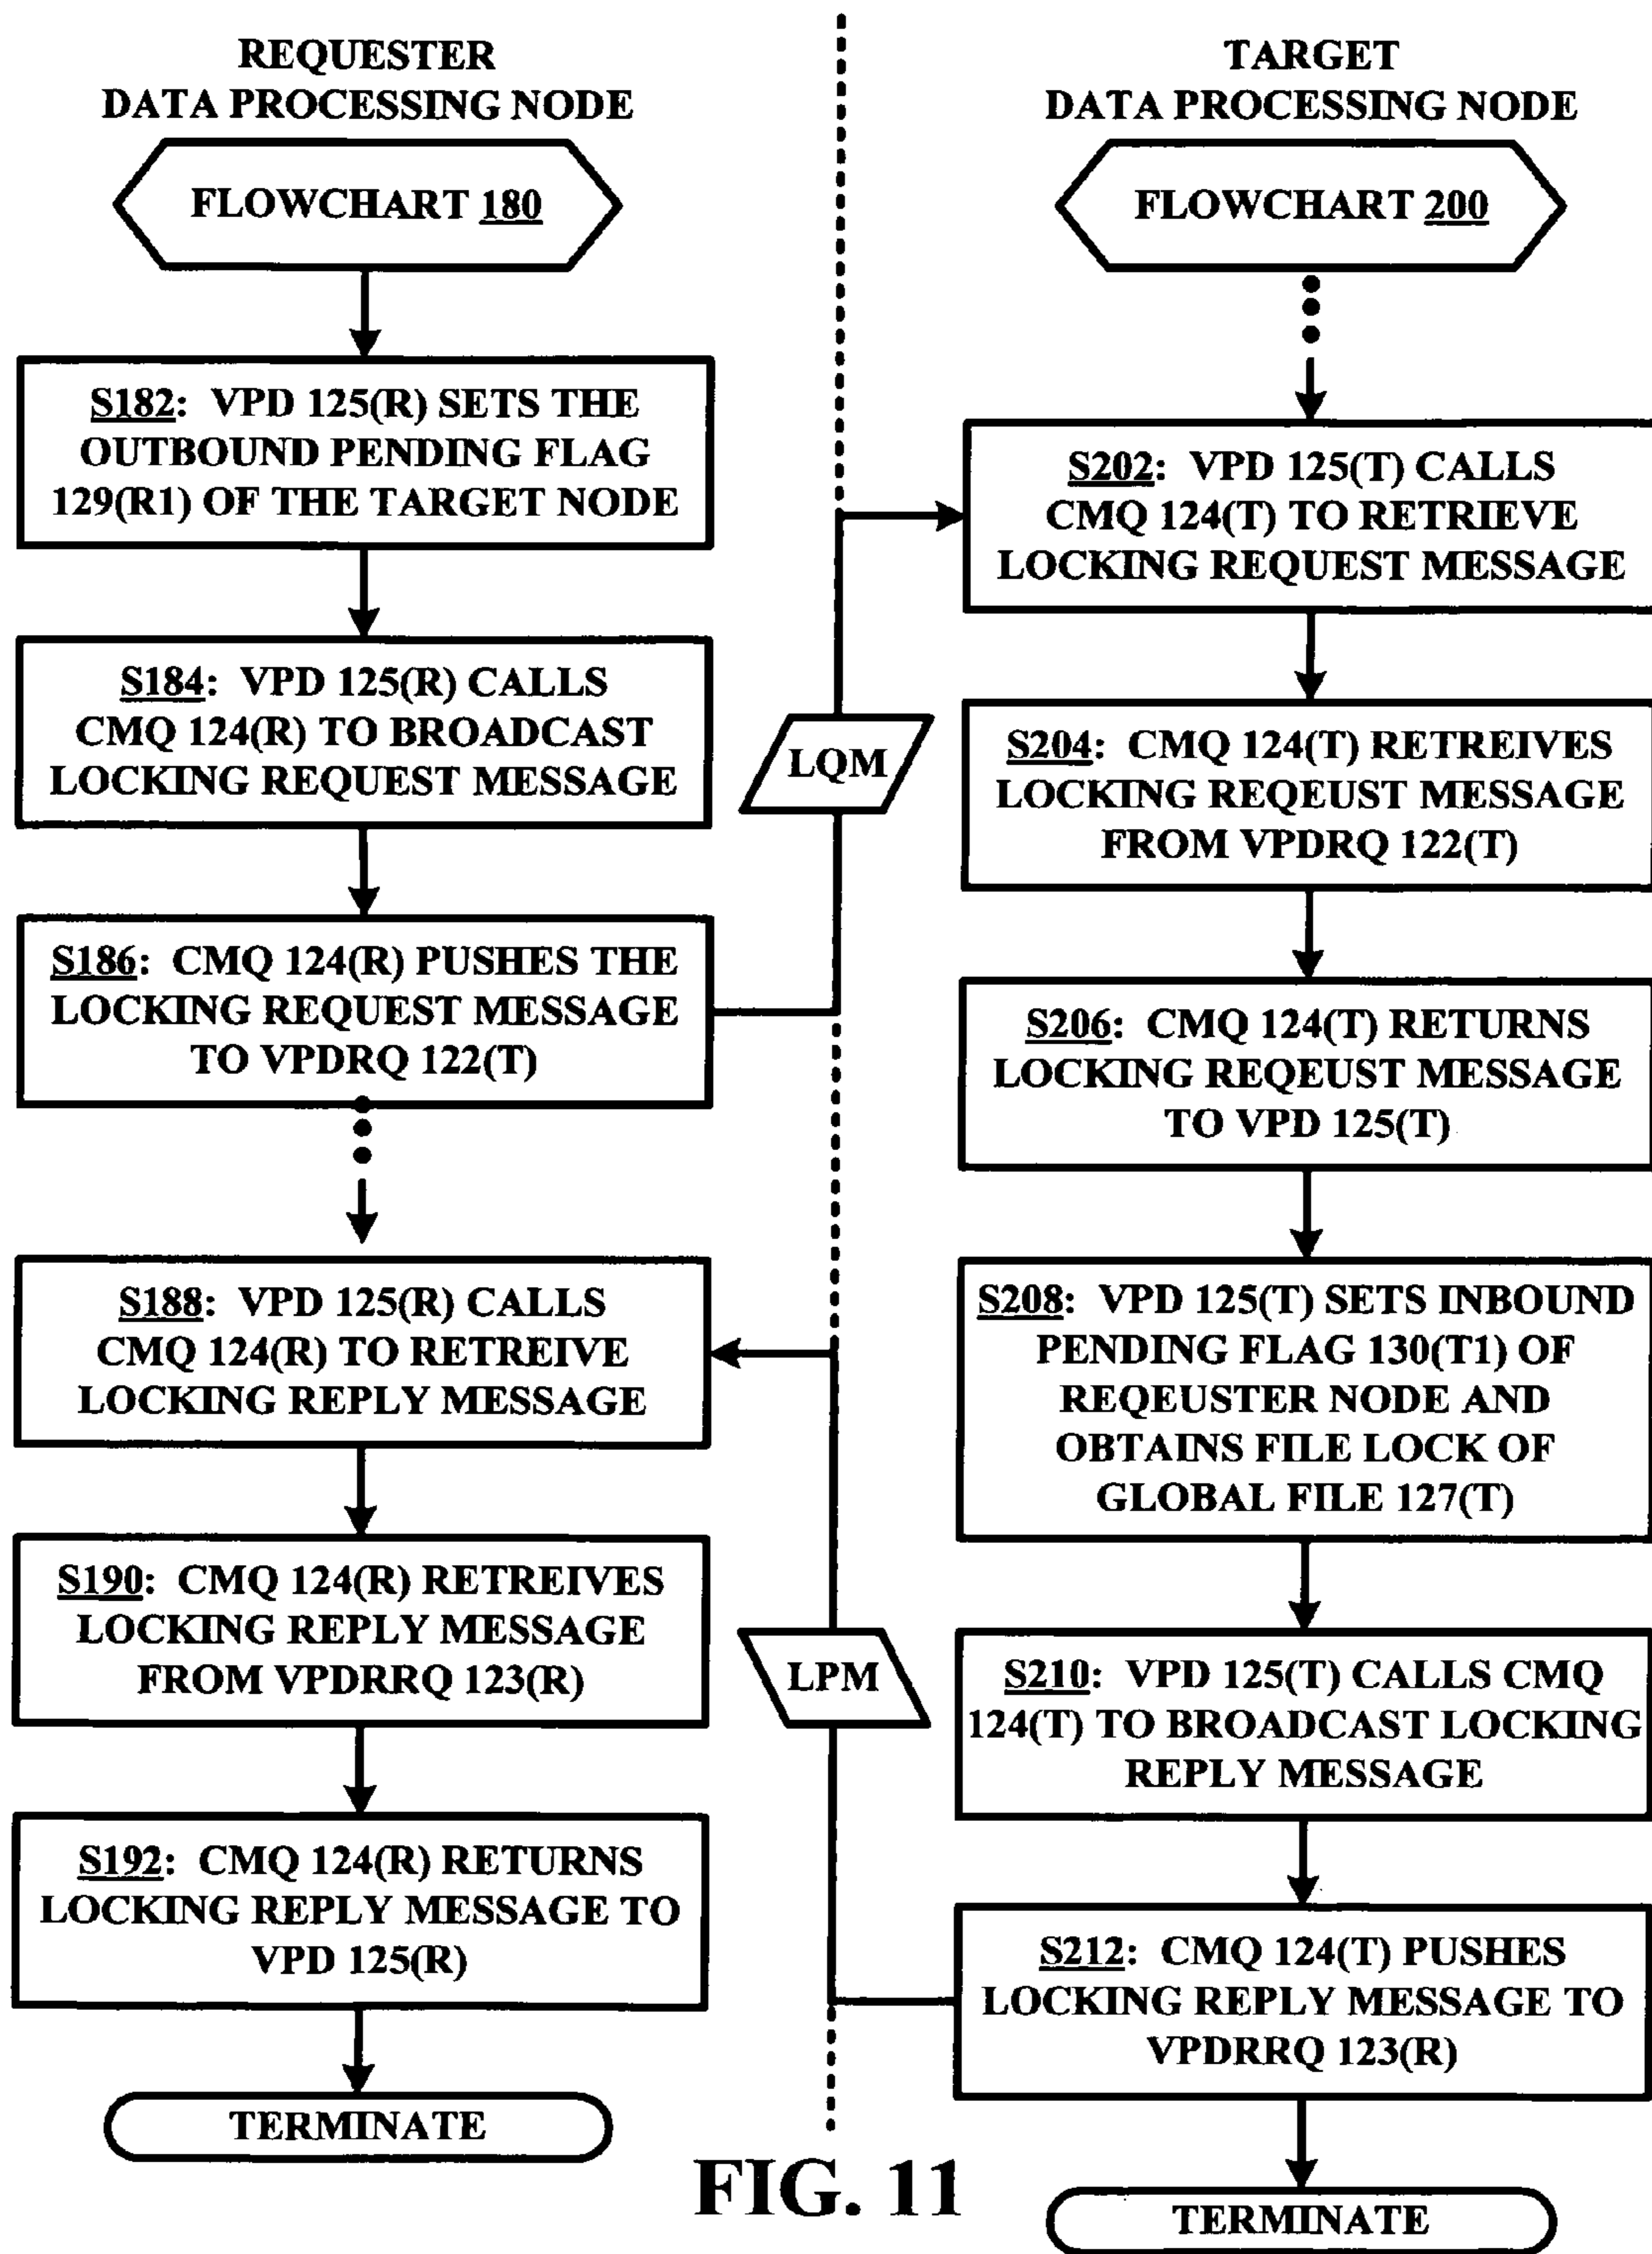 REQUESTER
DATA PROCESSING NODE
FLOWCHART 180
S182: VPD 125(R) SETS THE
OUTBOUND PENDING FLAG
129(R1) OF THE TARGET NODE
S184: VPD 125(R) CALLS
CMQ 124(R) TO BROADCAST
LOCKING REQUEST MESSAGE
S186: CMQ 124(R) PUSHES THE
LOCKING REQUEST MESSAGE
TO VPDRQ 122(T)
S188: VPD 125(R) CALLS
CMQ 124(R) TO RETREIVE
LOCKING REPLY MESSAGE
S190: CMQ 124(R) RETREIVES
LOCKING REPLY MESSAGE
FROM VPDRRQ 123(R)
S192: CMQ 124(R) RETURNS
LOCKING REPLY MESSAGE TO
VPD 125(R)
TERMINATE
LQM
LPM
TARGET
DATA PROCESSING NODE
FLOWCHART 200
S202: VPD 125(T) CALLS
CMQ 124(T) TO RETRIEVE
LOCKING REQUEST MESSAGE
S204: CMQ 124(T) RETREIVES
LOCKING REQEUST MESSAGE
FROM VPDRQ 122(T)
S206: CMQ 124(T) RETURNS
LOCKING REQEUST MESSAGE
TO VPD 125(T)
S208: VPD 125(T) SETS INBOUND
PENDING FLAG 130(T1) OF
REQEUSTER NODE AND
OBTAINS FILE LOCK OF
GLOBAL FILE 127(T)
S210: VPD 125(T) CALLS CMQ
124(T) TO BROADCAST LOCKING
REPLY MESSAGE
S212: CMQ 124(T) PUSHES
LOCKING REPLY MESSAGE TO
VPDRRQ 123(R)
TERMINATE
FIG. 11